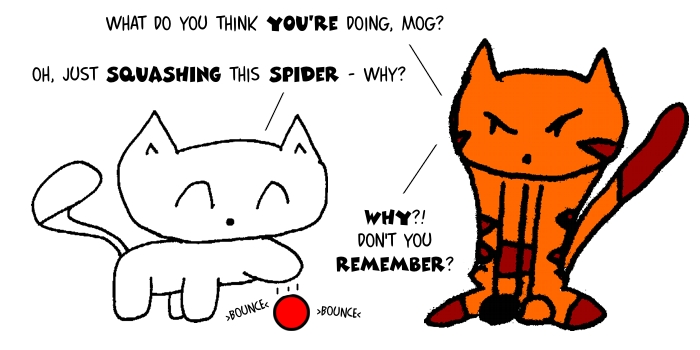 WHAT DO YOU THINK YOU'RE DOING, MOG?
OH, JUST SQUASHING THIS SPIDER - WHY?
WHY?!
DON'T YOU
REMEMBER?
>BOUNCE< >BOUNCE<